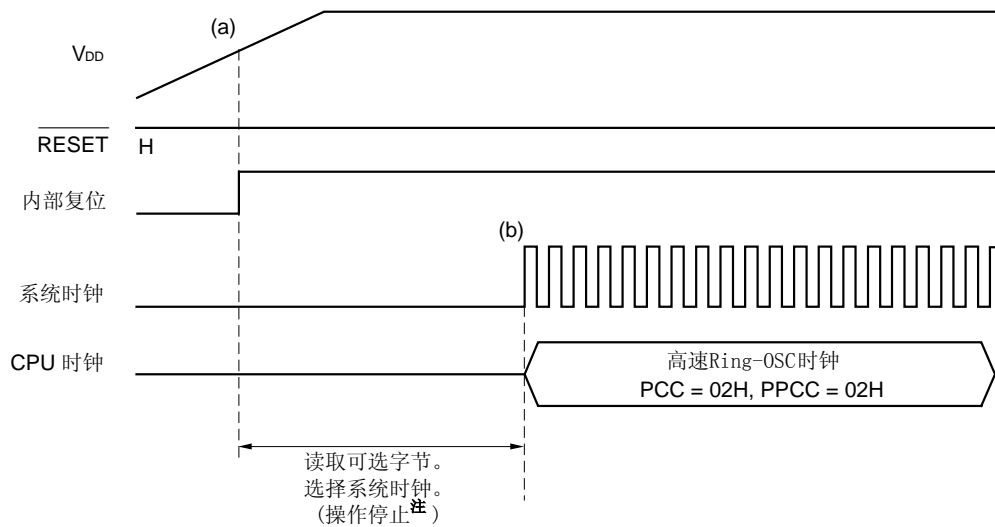 (a)
VDD
RESET
H
内部复位
(b)
系统时钟
CPU 时钟
高速Ring-OSC时钟
PCC = 02H, PPCC = 02H
读取可选字节。
选择系统时钟。
(操作停止注)